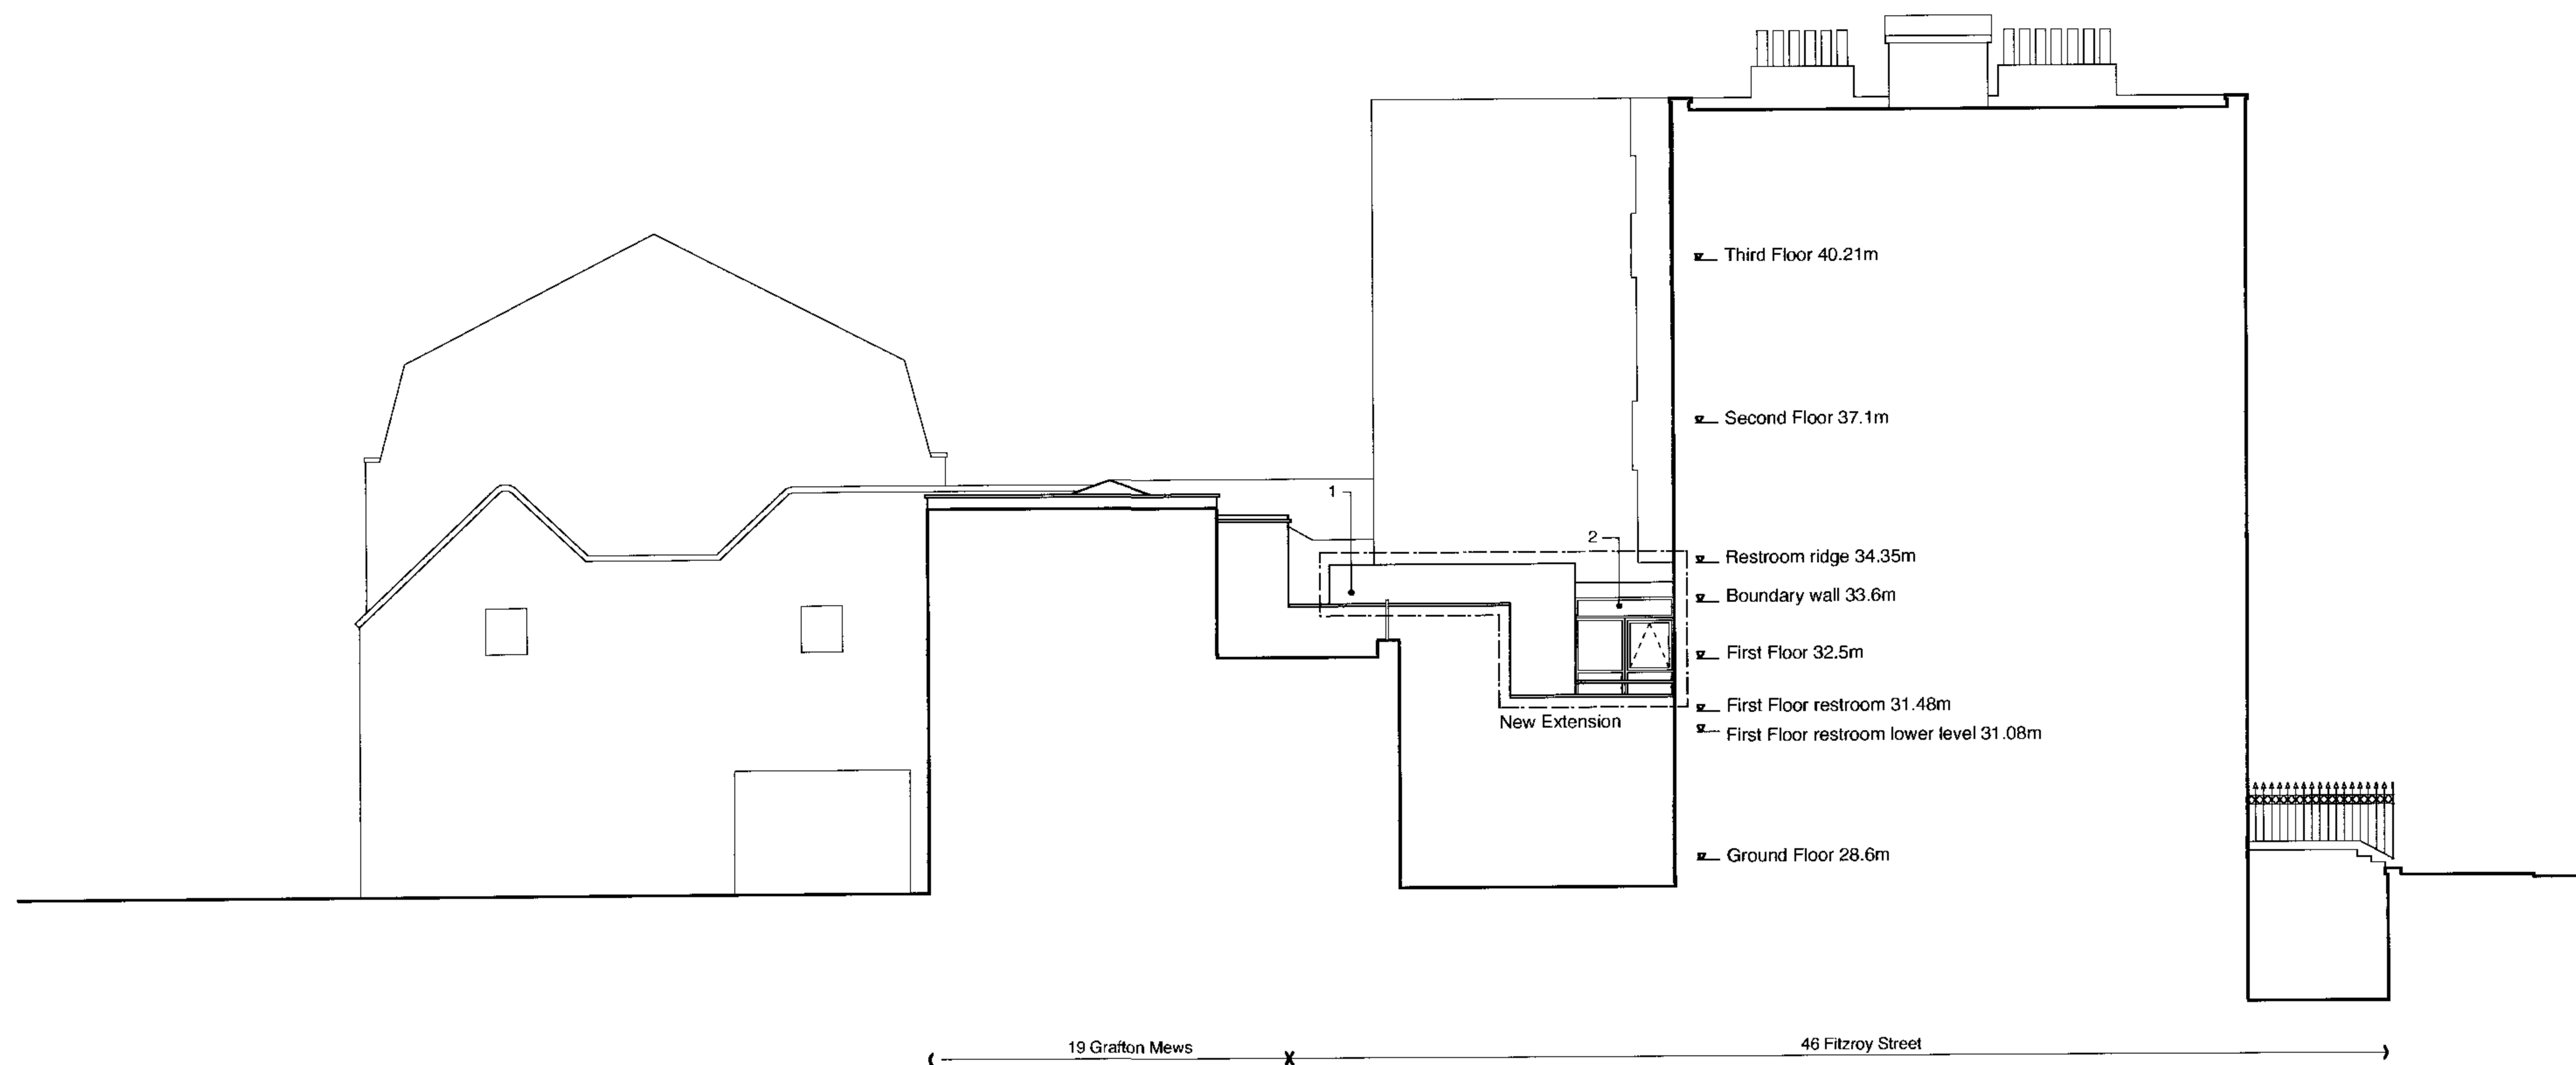 Third Floor 40.21m
Second Floor 37.1m
1
2
Restroom ridge 34.35m
Boundary wall 33.6m
First Floor 32.5m
First Floor restroom 31.48m
New Extension
First Floor restroom lower level 31.08m
Ground Floor 28.6m
19 Grafton Mews
46 Fitzroy Street